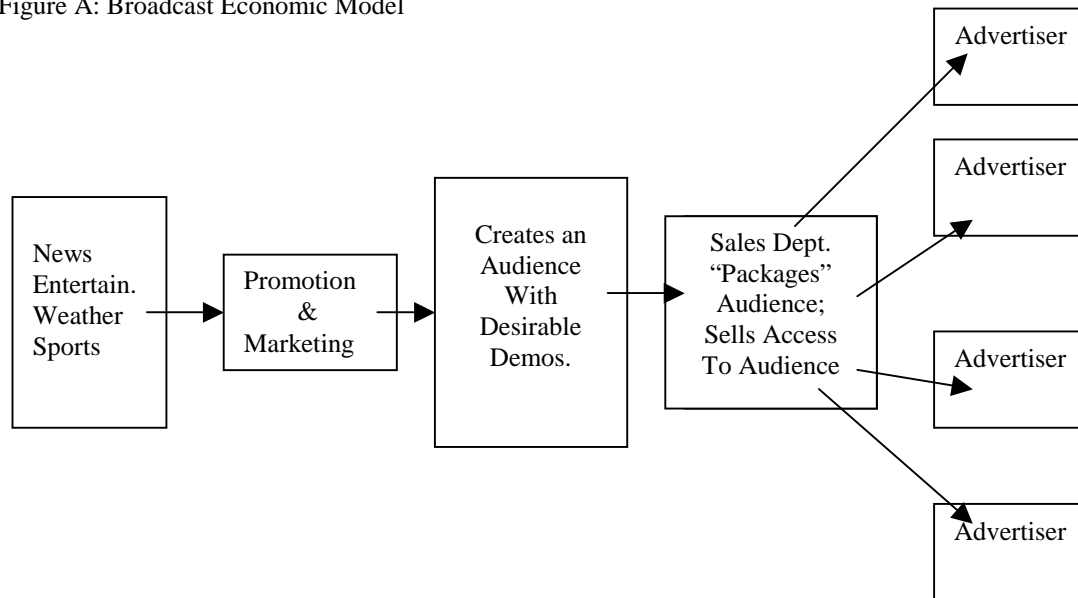 Figure A: Broadcast Economic Model
Advertiser
Advertiser
News
Entertain.
Weather
Sports
Promotion
&
Marketing
Creates an
Audience
With
Desirable
Demos.
Sales Dept.
“Packages”
Audience;
Sells Access
To Audience
Advertiser
Advertiser